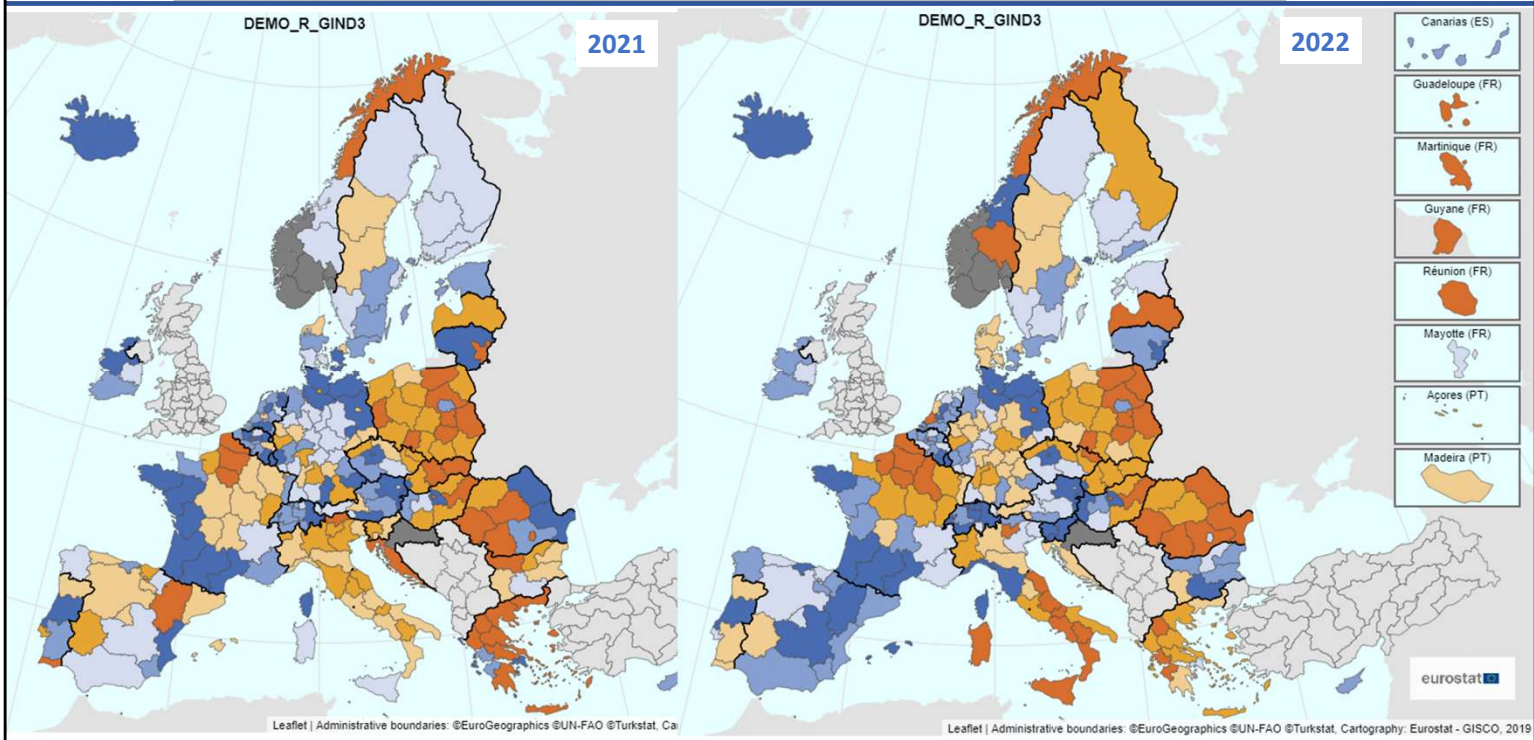 DEMO_R_GIND3
2021
DEMO_R_GIND3
2022
Canarias (ES)
Guadeloupe (FR)
Martinique (FR)
Guyane (FR)
Réunion (FR)
Mayotte (FR)
Açores (PT)
Madeira (PT)
eurostat
Leaflet | Administrative boundaries: ©EuroGeographics ©UN-FAO ©Turkstat, Ca
Leaflet | Administrative boundaries: ©EuroGeographics ©UN-FAO ©Turkstat, Cartography: Eurostat - GISCO, 2019